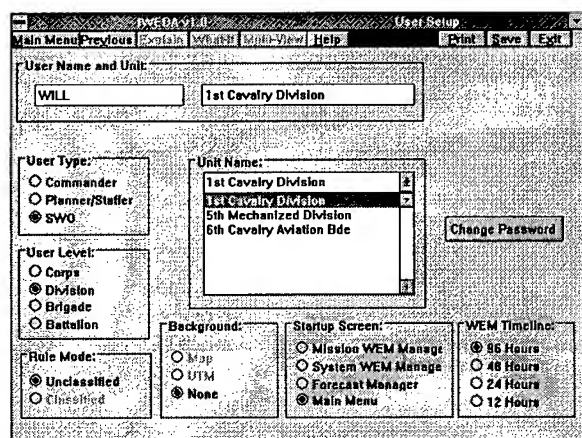 IWEDA v1.0 User Setup
Main Menu Previous Explain What-If Multi-View Help Print Save Exit
User Name and Unit:
WILL 1st Cavalry Division
User Type:
Commander
Planner/Staffer
SWO
Unit Name:
1st Cavalry Division
1st Cavalry Division
5th Mechanized Division
6th Cavalry Aviation Bde
Change Password
User Level:
Corps
Division
Brigade
Battalion
Rule Mode:
Unclassified
Classified
Background:
Map
UTM
None
Startup Screen:
Mission WEM Manage
System WEM Manage
Forecast Manager
Main Menu
WEM Timeline:
96 Hours
48 Hours
24 Hours
12 Hours